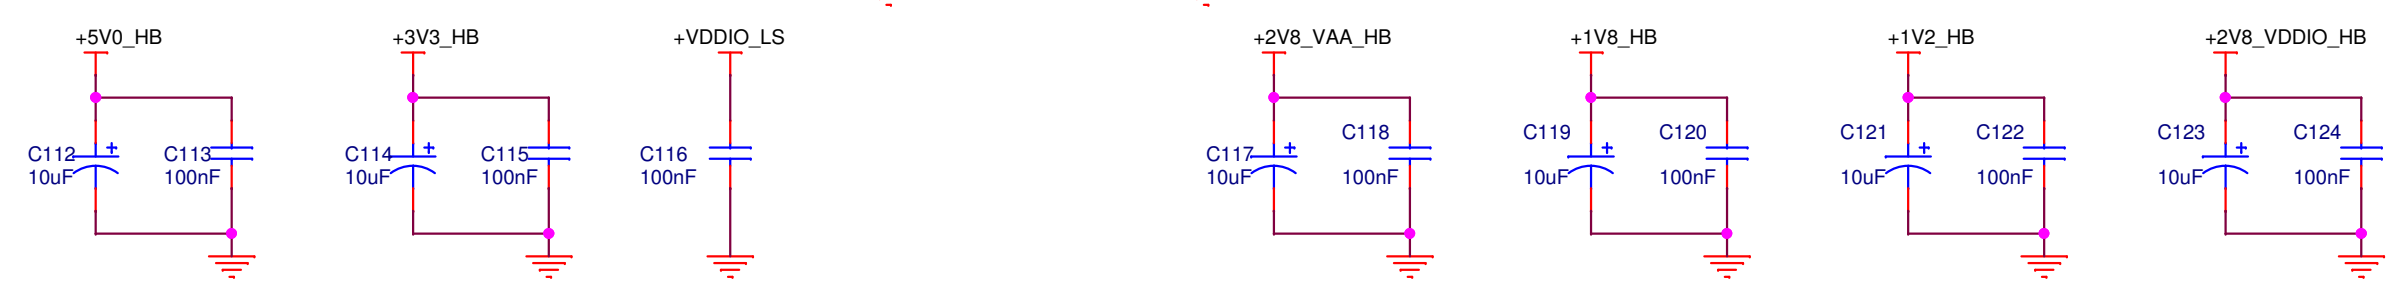 +5V0_HB
+3V3_HB
+VDDIO_LS
+2V8_VAA_HB
+1V8_HB
+1V2_HB
+2V8_VDDIO_HB
C112
10uF
C113
100nF
C114
10uF
C115
100nF
C116
100nF
C117
10uF
C118
100nF
C119
10uF
C120
100nF
C121
10uF
C122
100nF
C123
10uF
C124
100nF